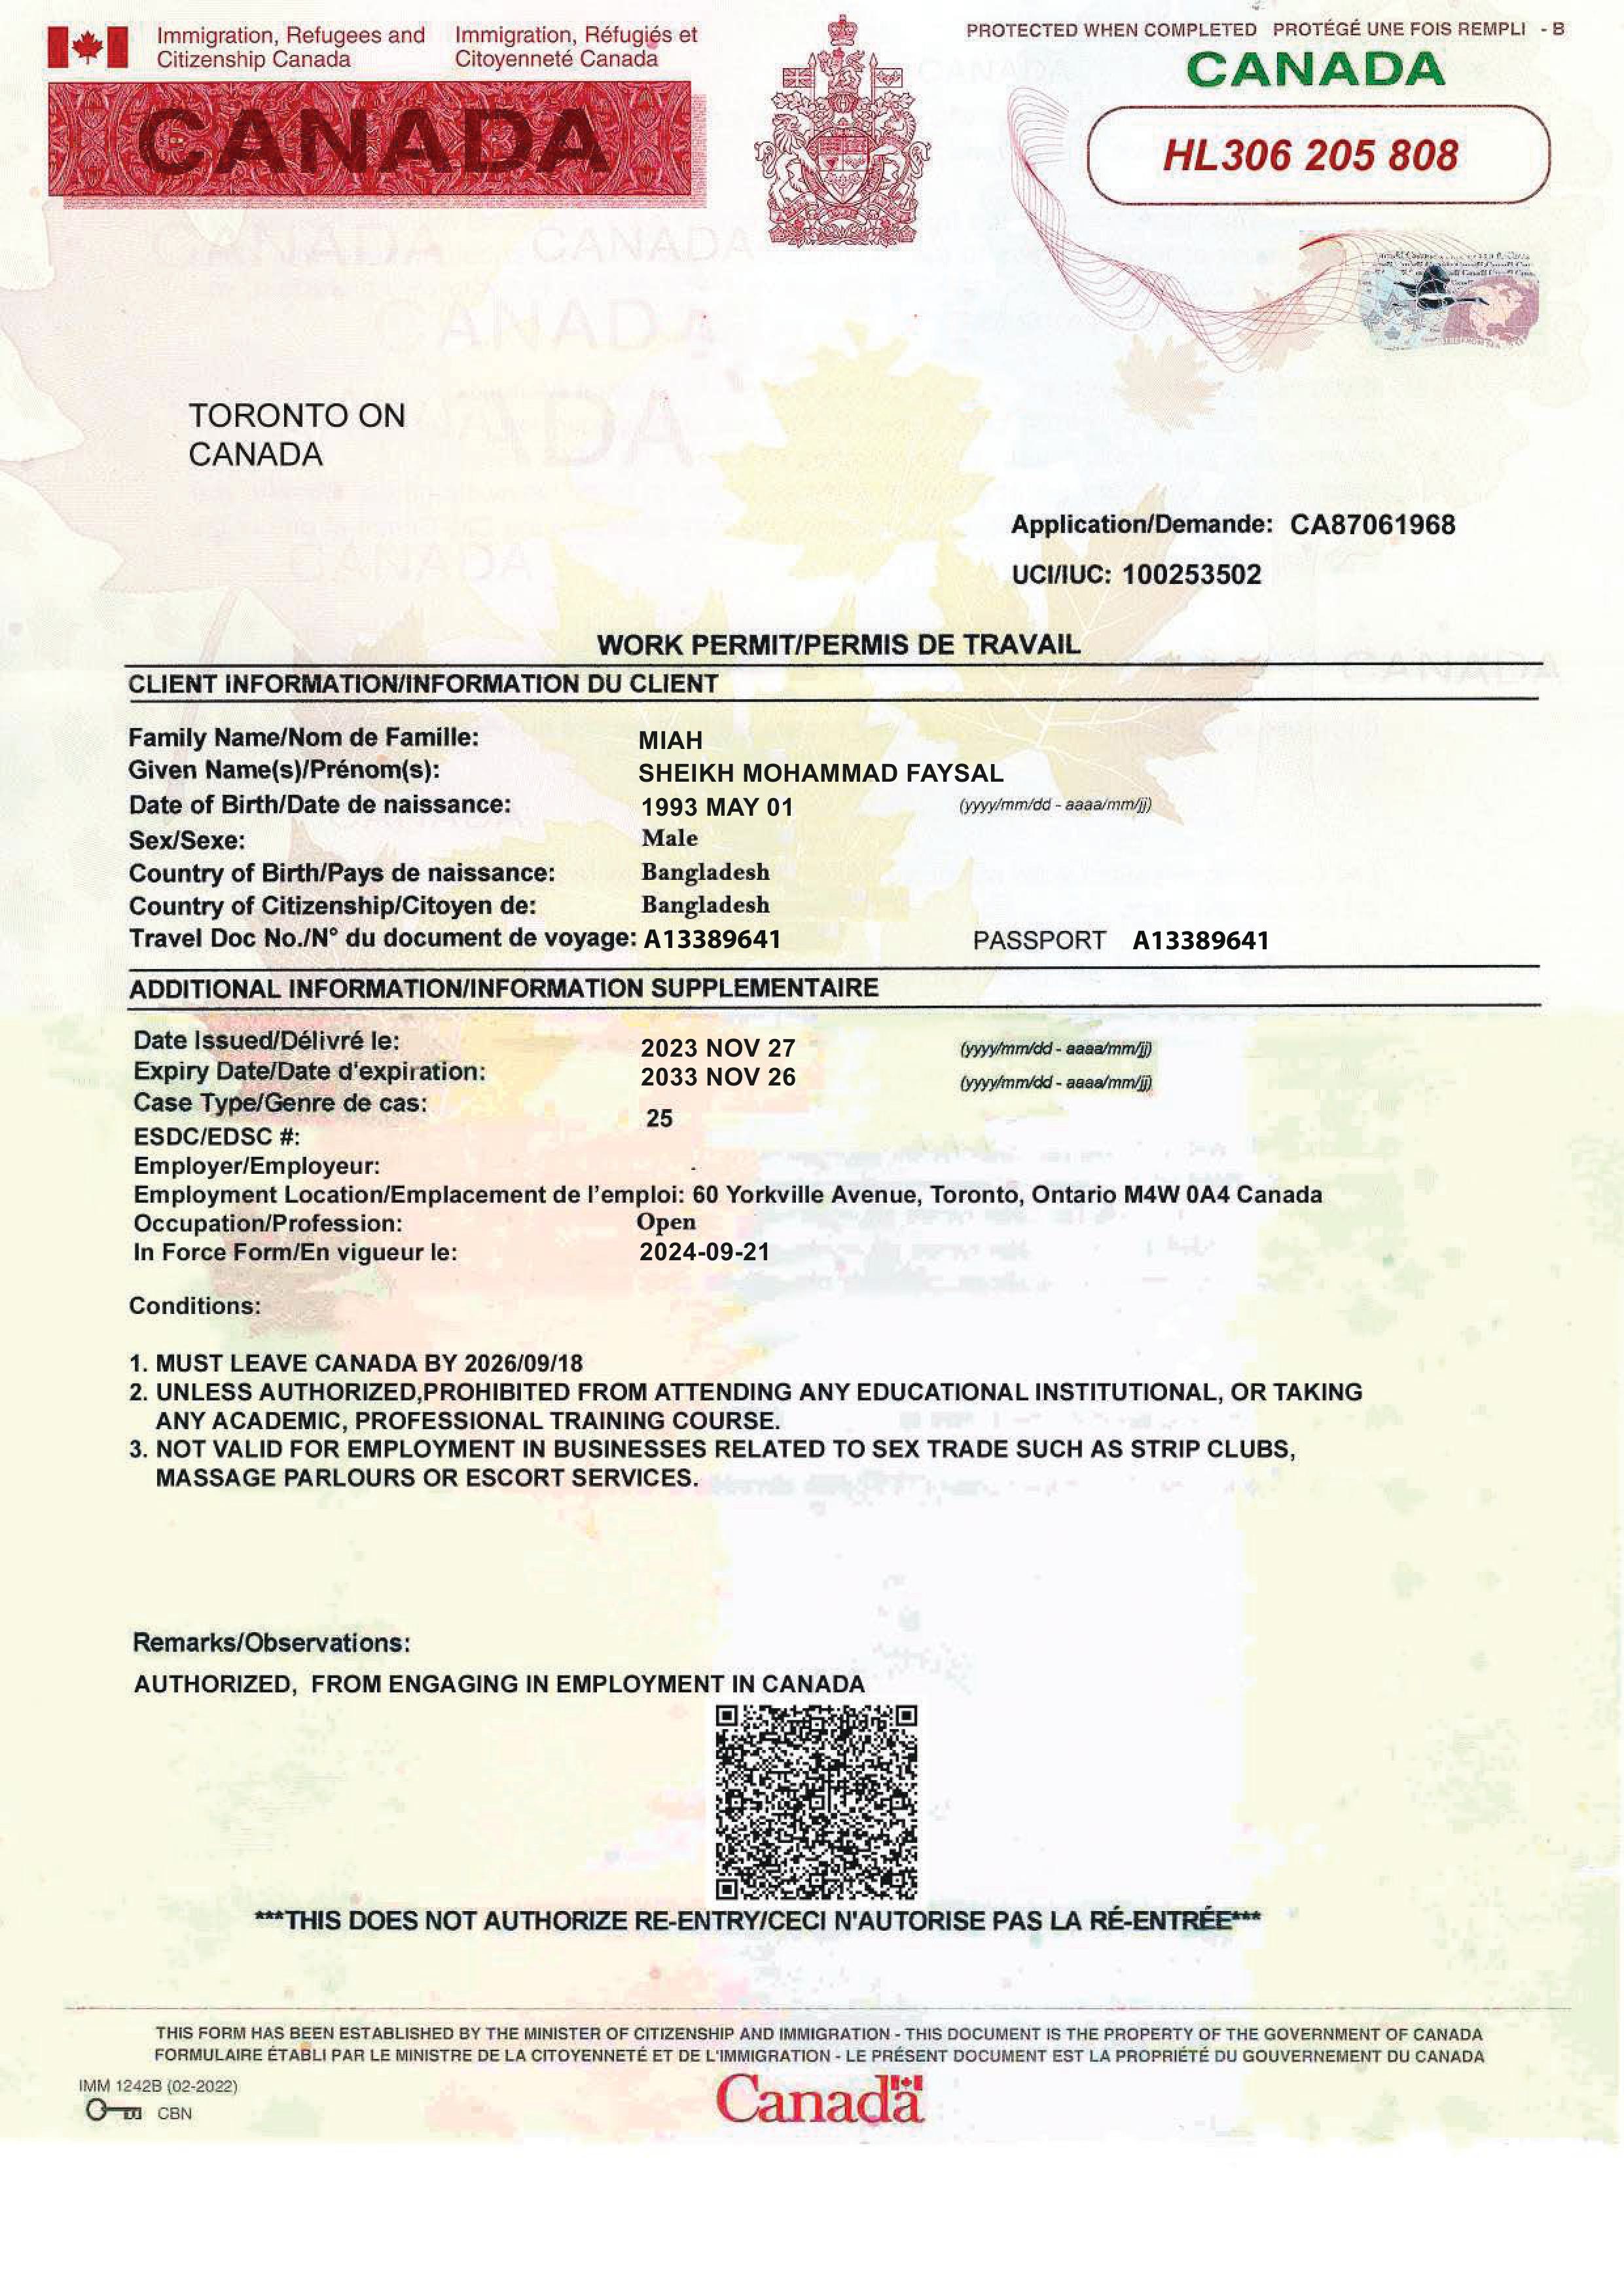 Immigration, Refugees and Citizenship Canada
Immigration, Réfugiés et Citoyenneté Canada
PROTECTED WHEN COMPLETED PROTÉGÉ UNE FOIS REMPLI - B
CANADA
CANADA
HL306 205 808
CANADA
CANADA
TORONTO ON
CANADA
Application/Demande: CA87061968
UCI/IUC: 100253502
WORK PERMIT/PERMIS DE TRAVAIL
CLIENT INFORMATION/INFORMATION DU CLIENT
Family Name/Nom de Famille: MIAH
Given Name(s)/Prénom(s): SHEIKH MOHAMMAD FAYSAL
Date of Birth/Date de naissance: 1993 MAY 01 (yyyy/mm/dd - aaaa/mm/jj)
Sex/Sexe: Male
Country of Birth/Pays de naissance: Bangladesh
Country of Citizenship/Citoyen de: Bangladesh
Travel Doc No./N° du document de voyage: A13389641 PASSPORT A13389641
ADDITIONAL INFORMATION/INFORMATION SUPPLEMENTAIRE
Date Issued/Délivré le: 2023 NOV 27 (yyyy/mm/dd - aaaa/mm/jj)
Expiry Date/Date d'expiration: 2033 NOV 26 (yyyy/mm/dd - aaaa/mm/jj)
Case Type/Genre de cas: 25
ESDC/EDSC #:
Employer/Employeur: .
Employment Location/Emplacement de l’emploi: 60 Yorkville Avenue, Toronto, Ontario M4W 0A4 Canada
Occupation/Profession: Open
In Force Form/En vigueur le: 2024-09-21
Conditions:
1. MUST LEAVE CANADA BY 2026/09/18
2. UNLESS AUTHORIZED,PROHIBITED FROM ATTENDING ANY EDUCATIONAL INSTITUTIONAL, OR TAKING
ANY ACADEMIC, PROFESSIONAL TRAINING COURSE.
3. NOT VALID FOR EMPLOYMENT IN BUSINESSES RELATED TO SEX TRADE SUCH AS STRIP CLUBS,
MASSAGE PARLOURS OR ESCORT SERVICES.
Remarks/Observations:
AUTHORIZED, FROM ENGAGING IN EMPLOYMENT IN CANADA
***THIS DOES NOT AUTHORIZE RE-ENTRY/CECI N'AUTORISE PAS LA RÉ-ENTRÉE***
THIS FORM HAS BEEN ESTABLISHED BY THE MINISTER OF CITIZENSHIP AND IMMIGRATION - THIS DOCUMENT IS THE PROPERTY OF THE GOVERNMENT OF CANADA
FORMULAIRE ÉTABLI PAR LE MINISTRE DE LA CITOYENNETÉ ET DE L'IMMIGRATION - LE PRÉSENT DOCUMENT EST LA PROPRIÉTÉ DU GOUVERNEMENT DU CANADA
IMM 1242B (02-2022)
CBN
Canada